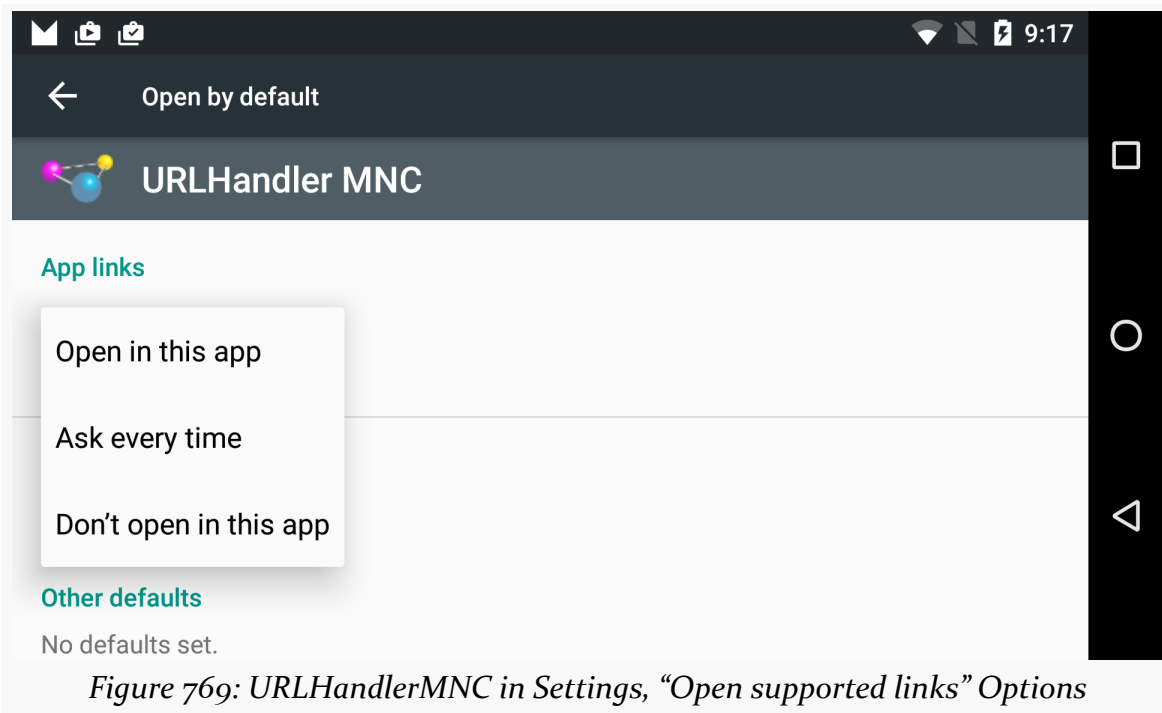 9:17
Open by default
URLHandler MNC
App links
Open in this app
Ask every time
Don’t open in this app
Other defaults
No defaults set.
Figure 769: URLHandlerMNC in Settings, “Open supported links” Options